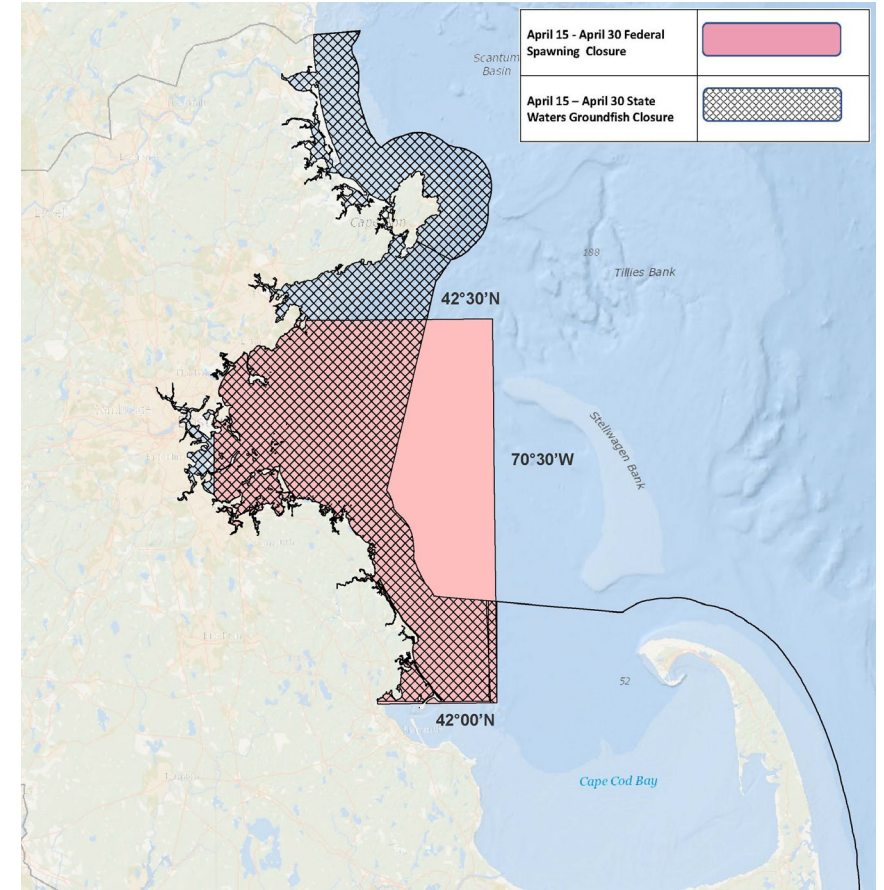 April 15 - April 30 Federal
Spawning Closure
April 15 – April 30 State
Waters Groundfish Closure
Scantum
Basin
188
Tillies Bank
42°30'N
Stellwagen Bank
70°30'W
52
42°00'N
Cape Cod Bay